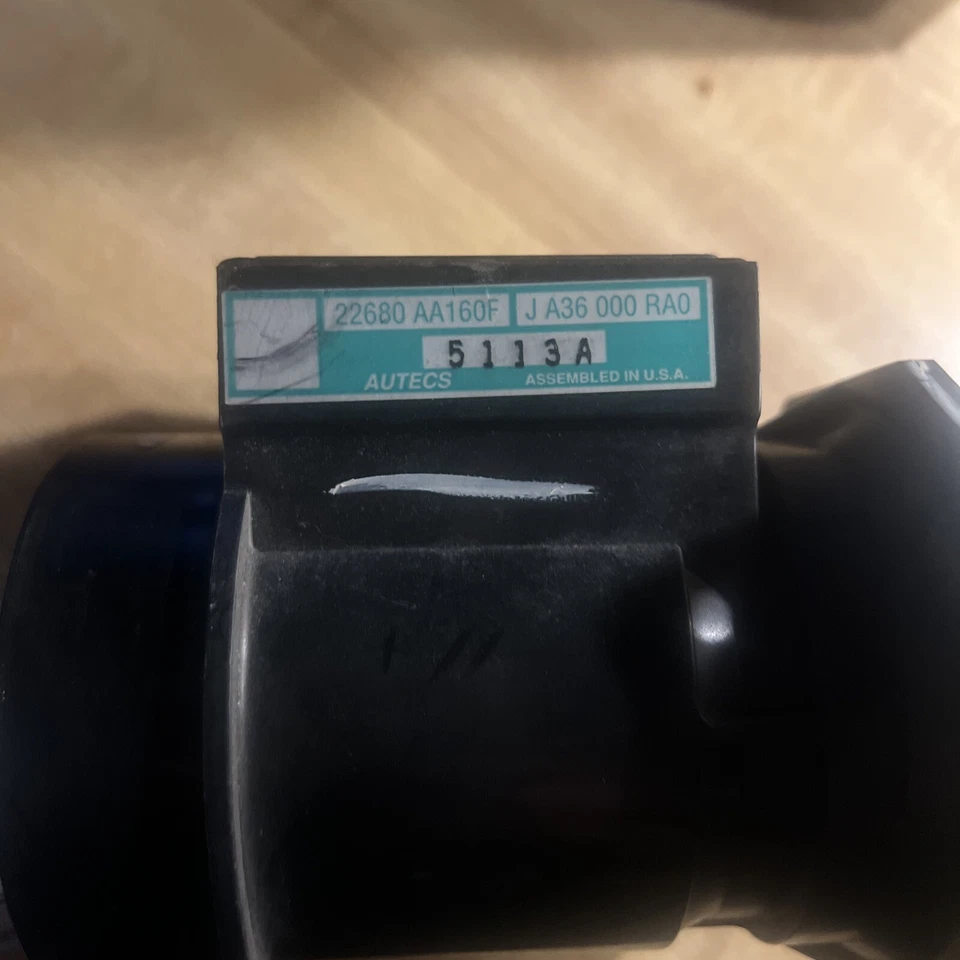 22680 AA160F J A36 000 RA0
5113A
AUTECS ASSEMBLED IN U.S.A.